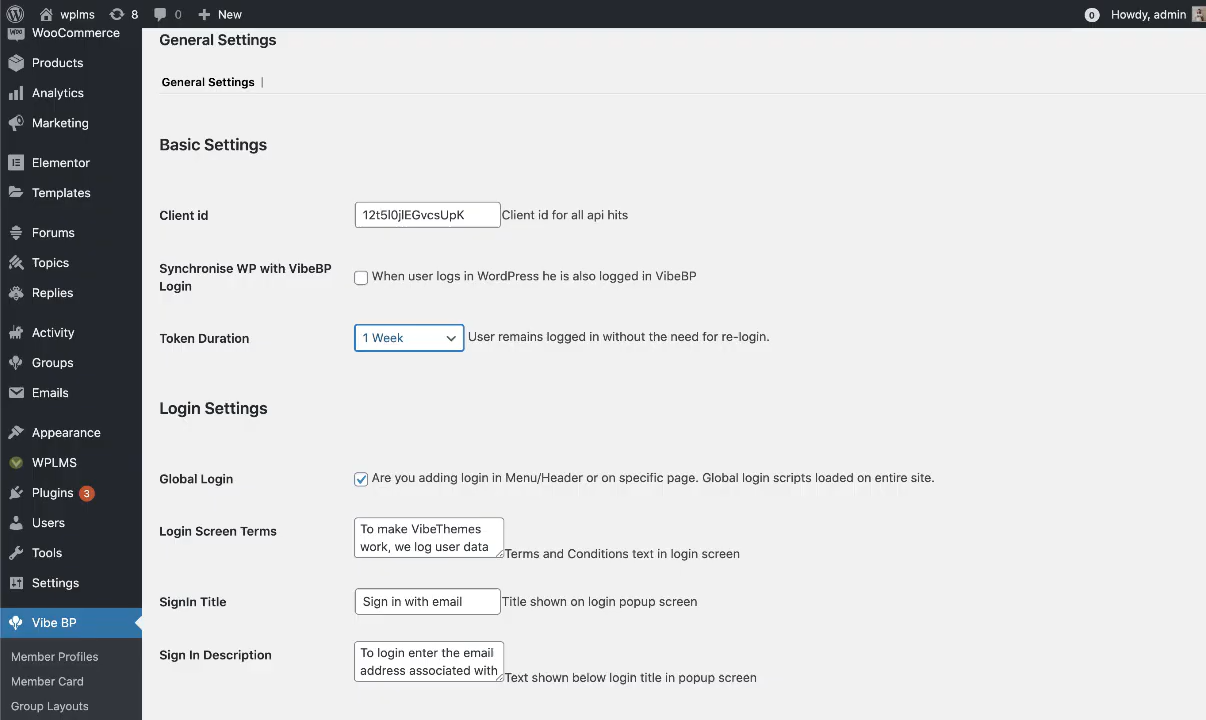 wplms 8 0 New 0 Howdy, admin
WooCommerce
Products
Analytics
Marketing
Elementor
Templates
Forums
Topics
Replies
Activity
Groups
Emails
Appearance
WPLMS
Plugins 3
Users
Tools
Settings
Vibe BP
Member Profiles
Member Card
Group Layouts
General Settings
General Settings |
Basic Settings
Client id
12t5l0jlEGvcsUpK Client id for all api hits
Synchronise WP with VibeBP
Login
When user logs in WordPress he is also logged in VibeBP
Token Duration
1 Week User remains logged in without the need for re-login.
Login Settings
Global Login
Are you adding login in Menu/Header or on specific page. Global login scripts loaded on entire site.
Login Screen Terms
To make VibeThemes
work, we log user data
Terms and Conditions text in login screen
SignIn Title
Sign in with email Title shown on login popup screen
Sign In Description
To login enter the email
address associated with
Text shown below login title in popup screen